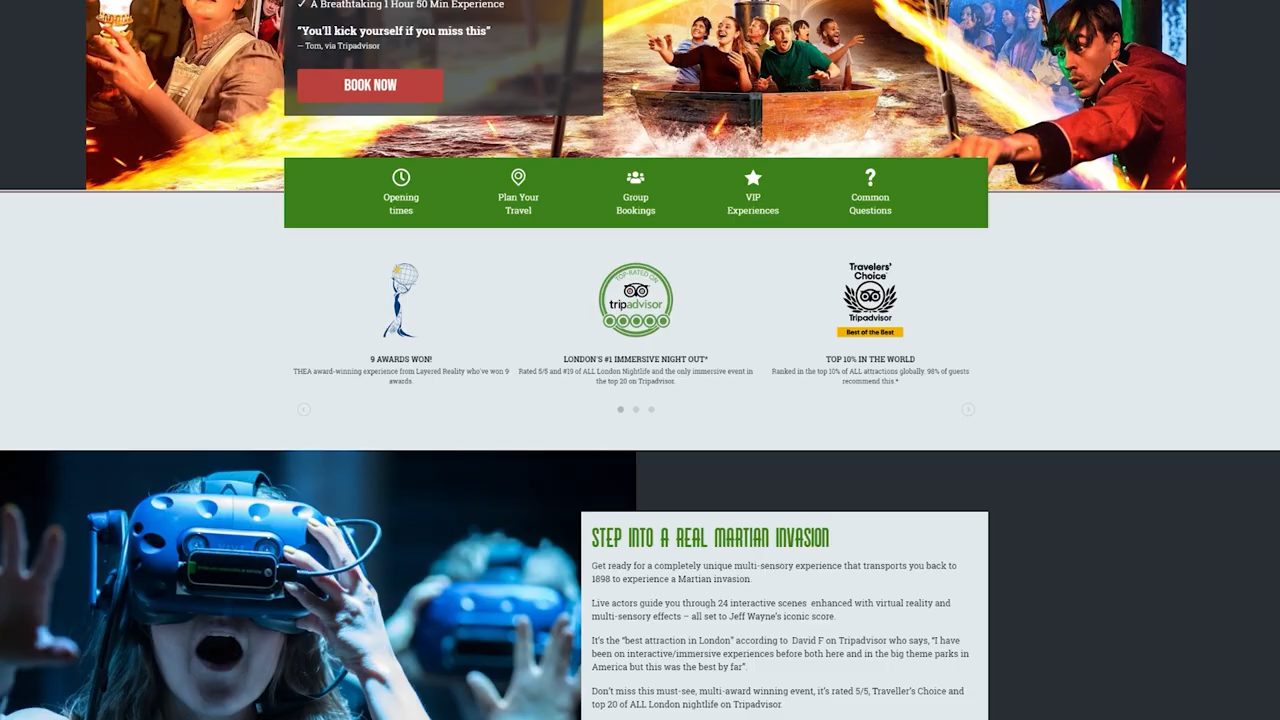 ✓ A Breathtaking 1 Hour 50 Min Experience
"You'll kick yourself if you miss this"
— Tom, via Tripadvisor
BOOK NOW
Opening
times
Plan Your
Travel
Group
Bookings
VIP
Experiences
Common
Questions
TOP-RATED ON
tripadvisor
Travelers'
Choice
Tripadvisor
Best of the Best
9 AWARDS WON!
THEA award-winning experience from Layered Reality who've won 9
awards.
LONDON'S #1 IMMERSIVE NIGHT OUT*
Rated 5/5 and #19 of ALL London Nightlife and the only immersive event in
the top 20 on Tripadvisor.
TOP 10% IN THE WORLD
Ranked in the top 10% of ALL attractions globally. 98% of guests
recommend this.*
STEP INTO A REAL MARTIAN INVASION
Get ready for a completely unique multi-sensory experience that transports you back to
1898 to experience a Martian invasion.
Live actors guide you through 24 interactive scenes enhanced with virtual reality and
multi-sensory effects – all set to Jeff Wayne's iconic score.
It's the "best attraction in London" according to David F on Tripadvisor who says, "I have
been on interactive/immersive experiences before both here and in the big theme parks in
America but this was the best by far".
Don't miss this must-see, multi-award winning event, it's rated 5/5, Traveller's Choice and
top 20 of ALL London nightlife on Tripadvisor